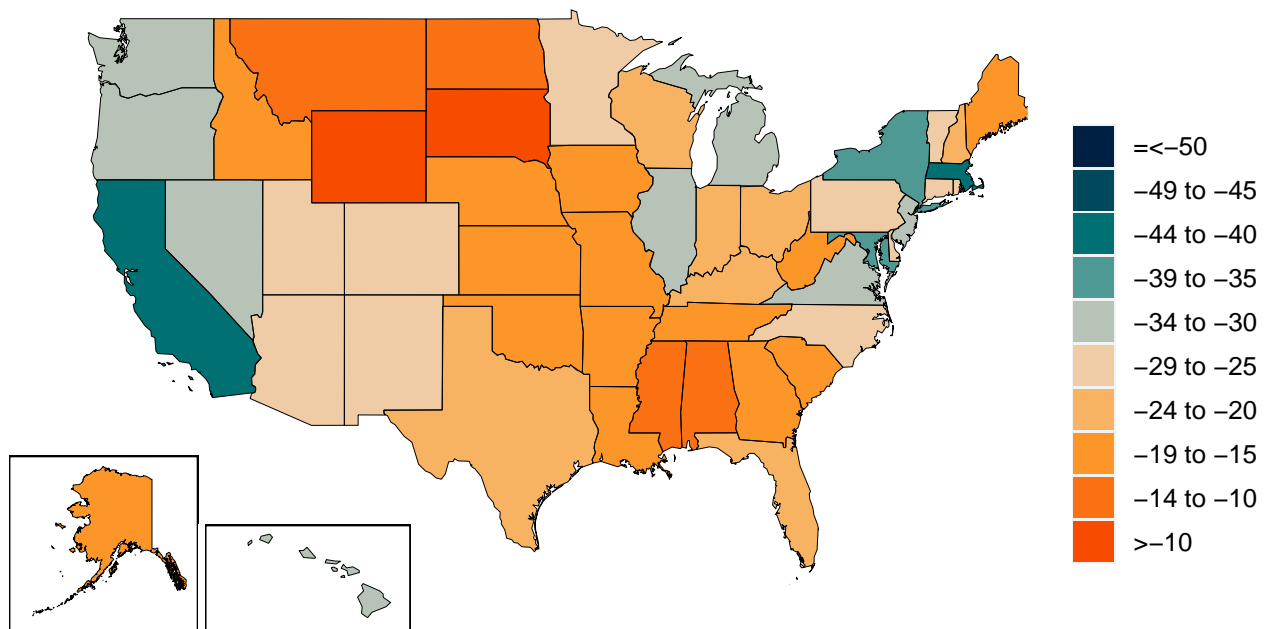 =<−50
−49 to −45
−44 to −40
−39 to −35
−34 to −30
−29 to −25
−24 to −20
−19 to −15
−14 to −10
>−10